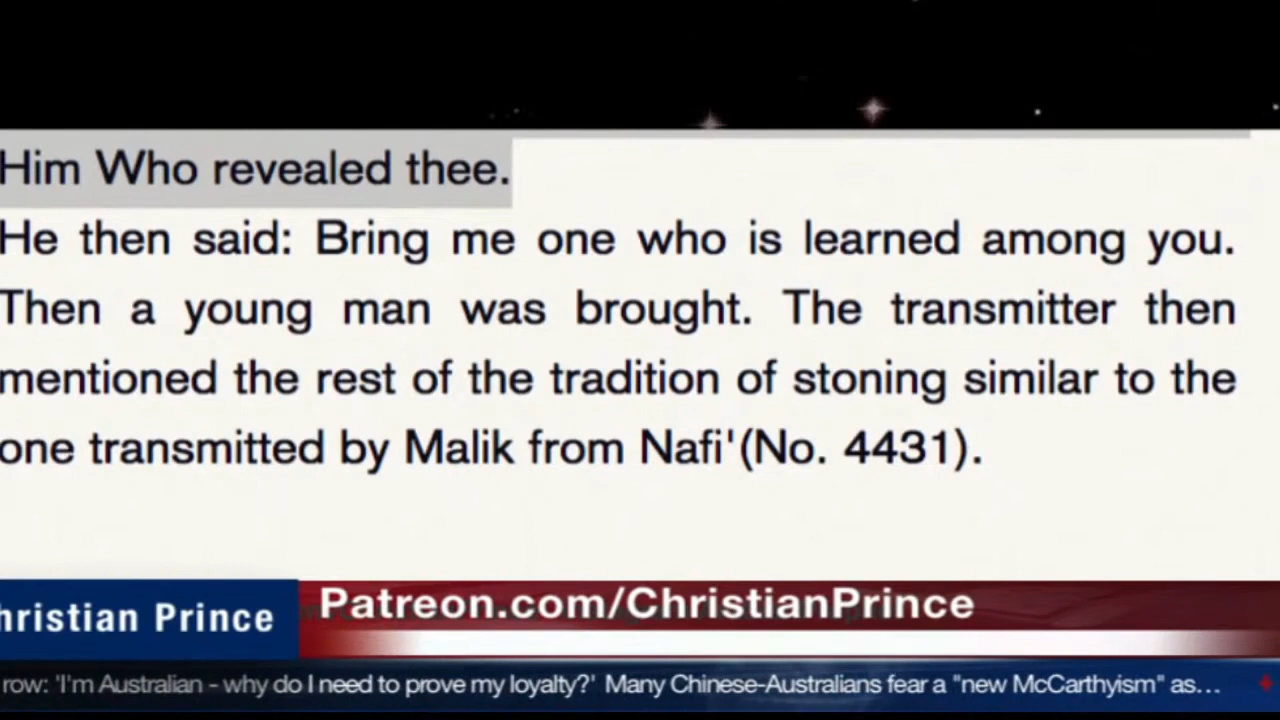 Him Who revealed thee.
He then said: Bring me one who is learned among you.
Then a young man was brought. The transmitter then
mentioned the rest of the tradition of stoning similar to the
one transmitted by Malik from Nafi'(No. 4431).
hristian Prince
Patreon.com/ChristianPrince
row: 'I'm Australian - why do I need to prove my loyalty?' Many Chinese-Australians fear a "new McCarthyism" as...